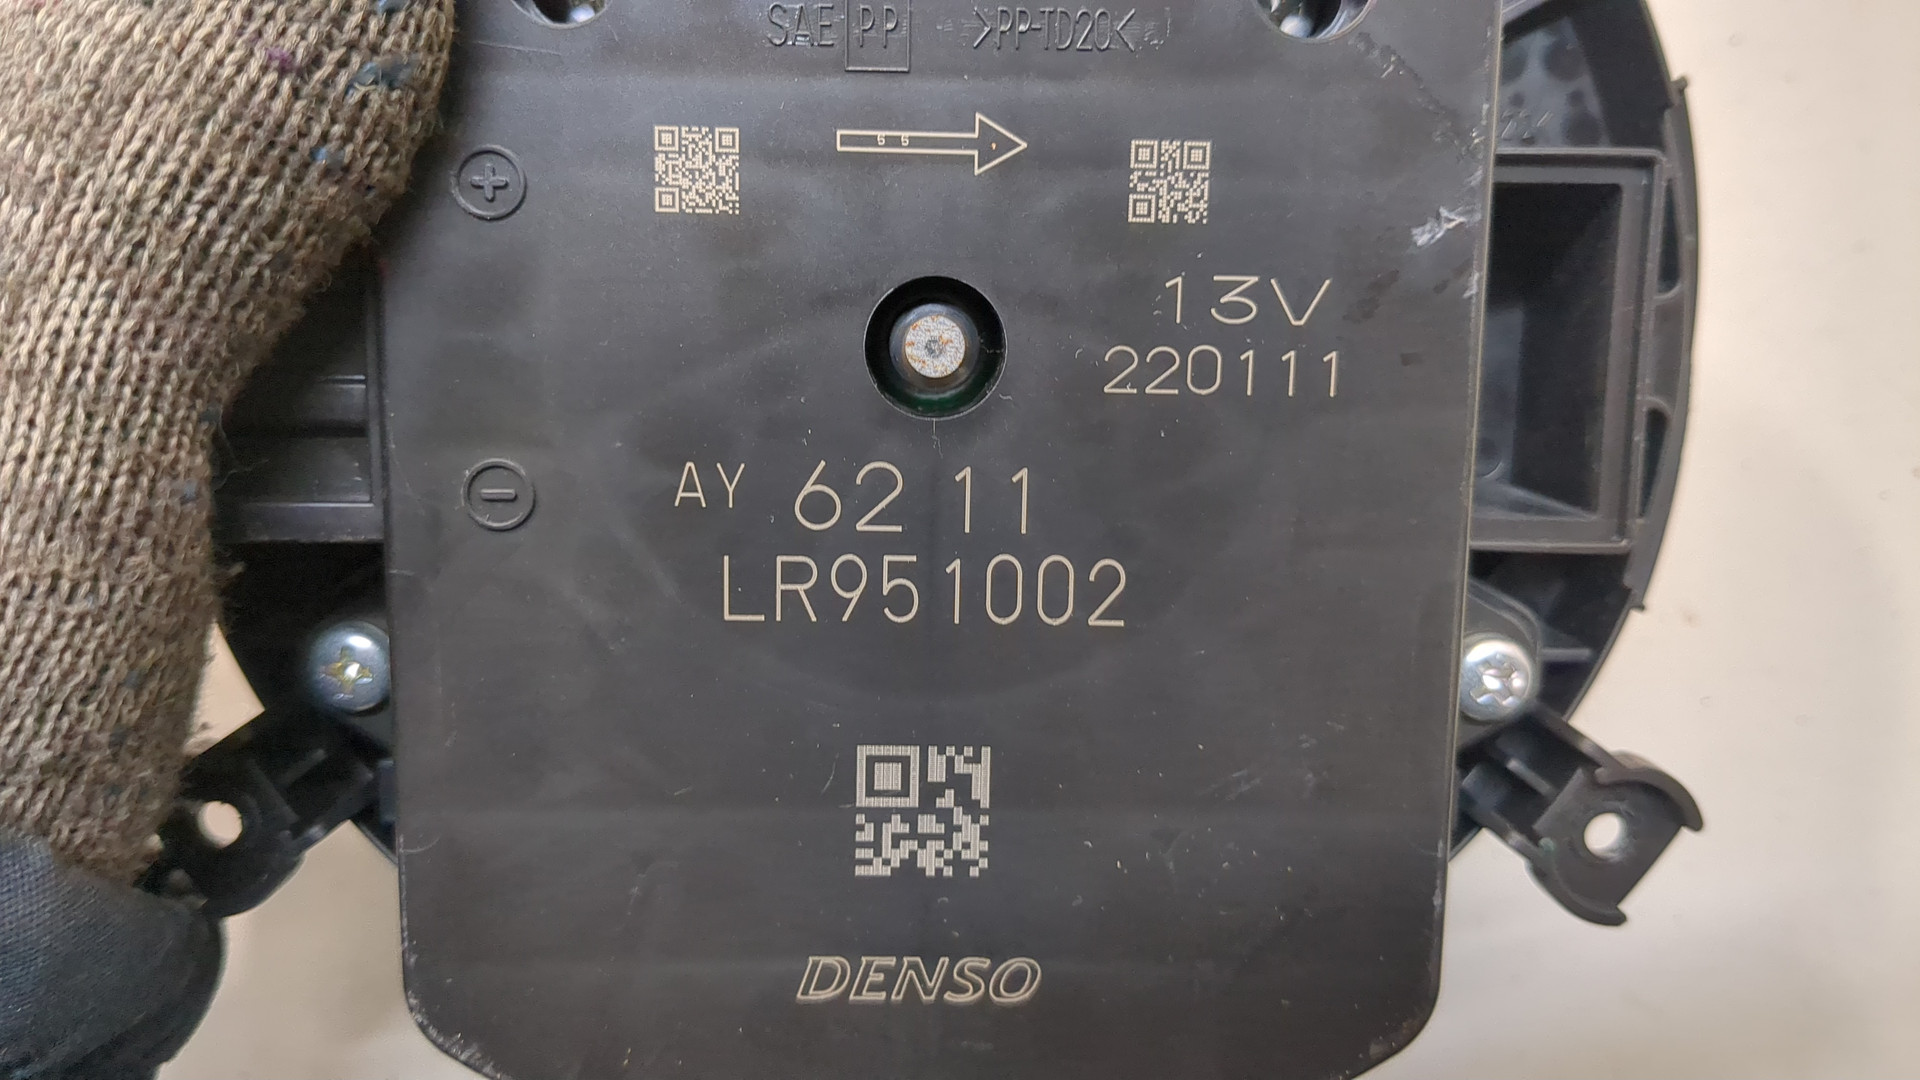 SAE PP >PP-TD20<
13V
220111
AY 62 11
LR951002
DENSO